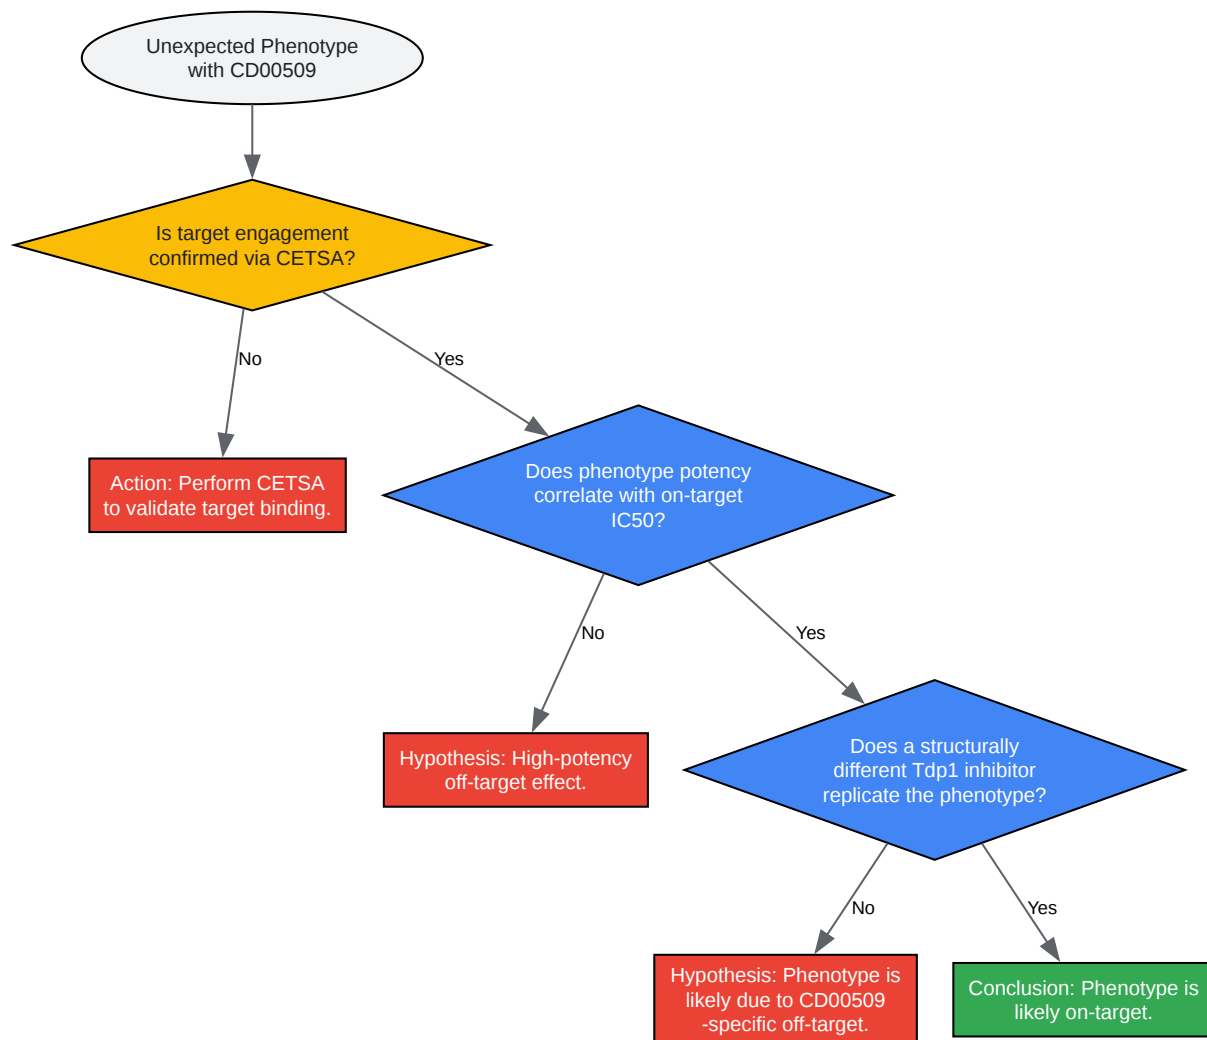 Unexpected Phenotype
with CD00509
Is target engagement
confirmed via CETSA?
No
Yes
Action: Perform CETSA
to validate target binding.
Does phenotype potency
correlate with on-target
IC50?
No
Yes
Hypothesis: High-potency
off-target effect.
Does a structurally
different Tdp1 inhibitor
replicate the phenotype?
No
Yes
Hypothesis: Phenotype is
likely due to CD00509
-specific off-target.
Conclusion: Phenotype is
likely on-target.